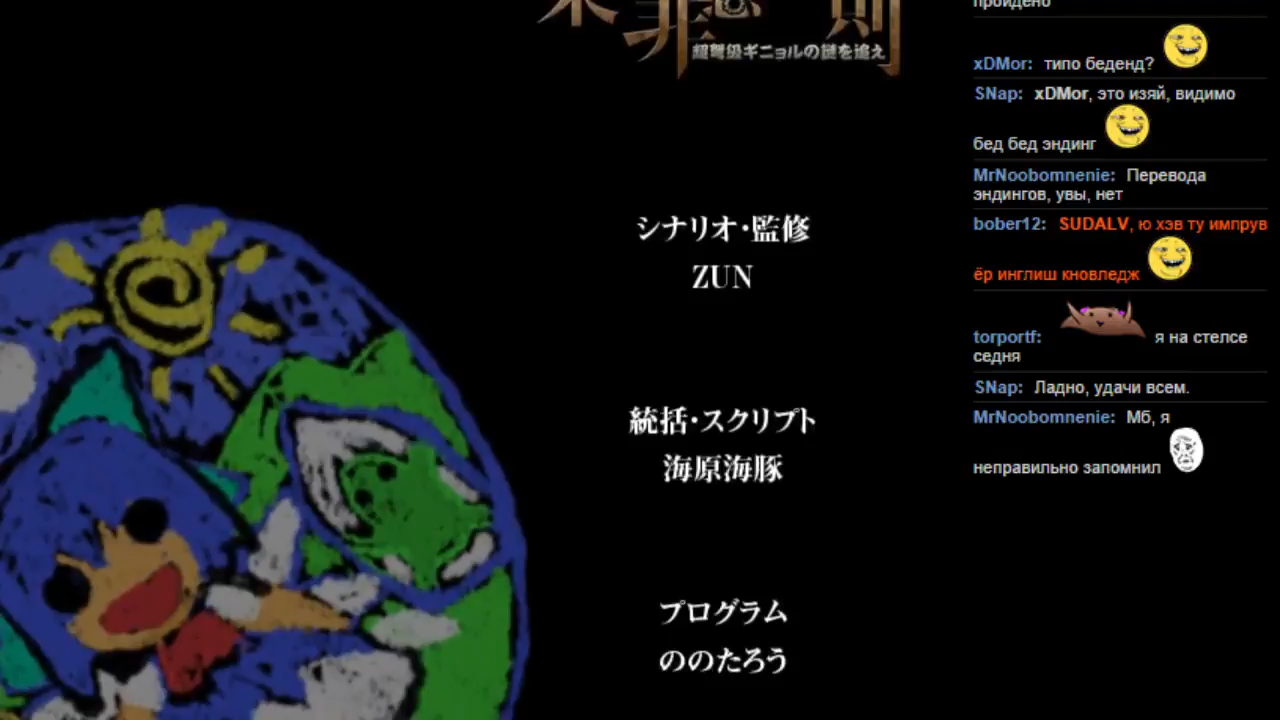 超弩級ギニョルの謎を追え
シナリオ・監修
ZUN
統括・スクリプト
海原海豚
プログラム
ののたろう
пройдено
xDMor: типо беденд?
SNap: xDMor, это изяй, видимо
бед бед эндинг
MrNoobomnenie: Перевода
эндингов, увы, нет
bober12: SUDALV, ю хэв ту импрув
ёр инглиш кновледж
torportf: я на стелсе
седня
SNap: Ладно, удачи всем.
MrNoobomnenie: Мб, я
неправильно запомнил